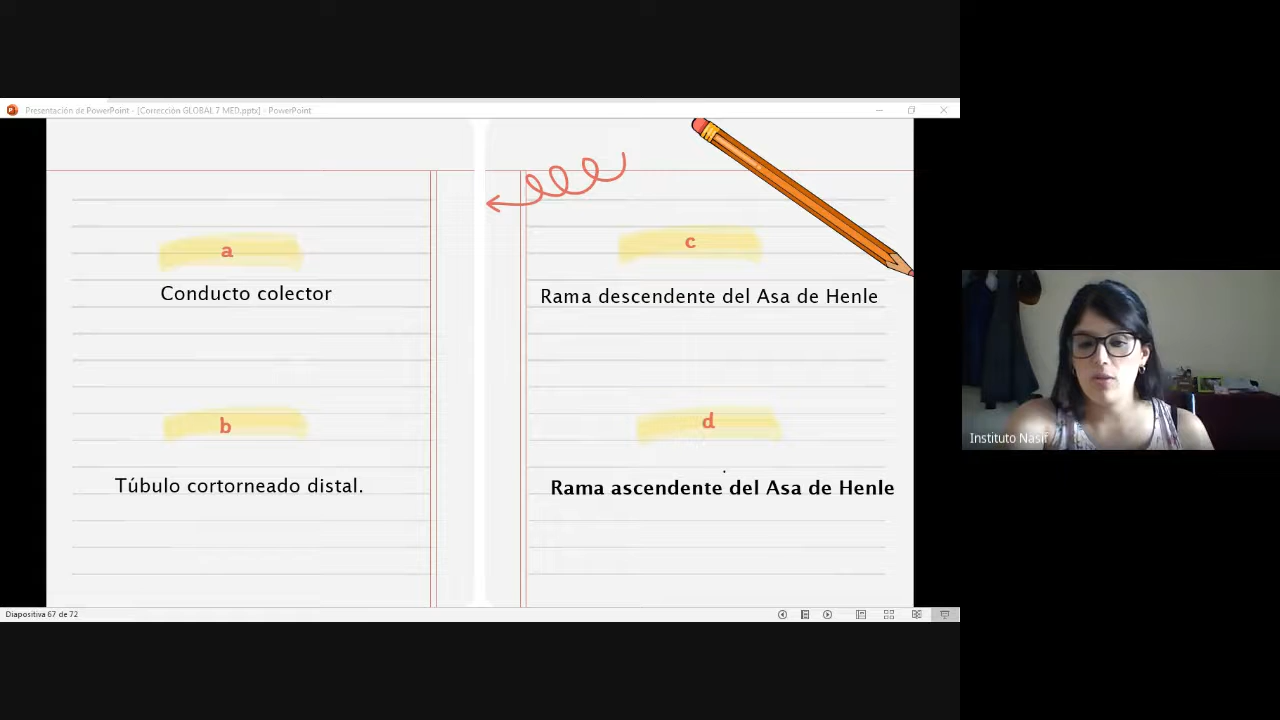 Presentación de PowerPoint - [Corrección GLOBAL 7 MED.pptx] - PowerPoint
a
Conducto colector
b
Túbulo cortorneado distal.
c
Rama descendente del Asa de Henle
d
Rama ascendente del Asa de Henle
Instituto Nasif
Diapositiva 67 de 72